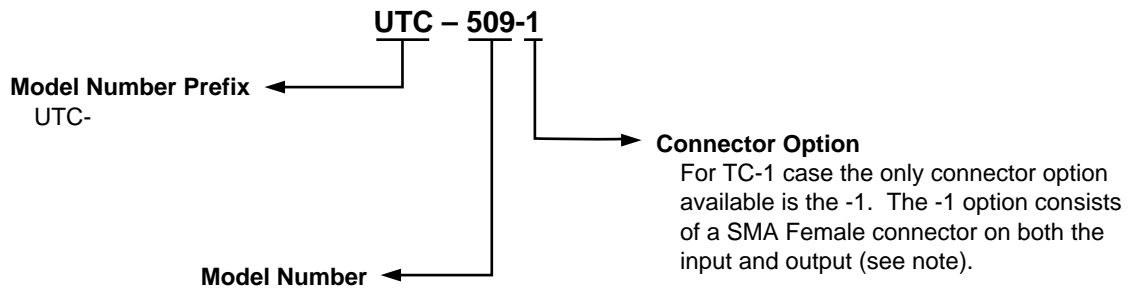 UTC – 509-1
Model Number Prefix
UTC-
Connector Option
For TC-1 case the only connector option
available is the -1.  The -1 option consists
of a SMA Female connector on both the
input and output (see note).
Model Number